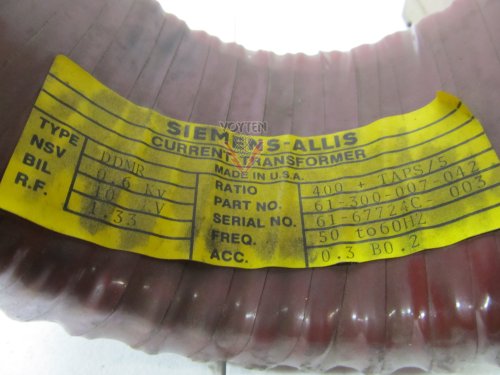 SIEMENS-ALLIS
VOYTEN
CURRENT TRANSFORMER
MADE IN U.S.A.
TYPE DDMR
NSV 0.6 KV
BIL 10 KV
R.F. 1.33
RATIO 400 + TAPS/5
PART NO. 61-300-007-042
SERIAL NO. 61-67724C- 003
FREQ. 50 to60HZ
ACC. 0.3 B0.2